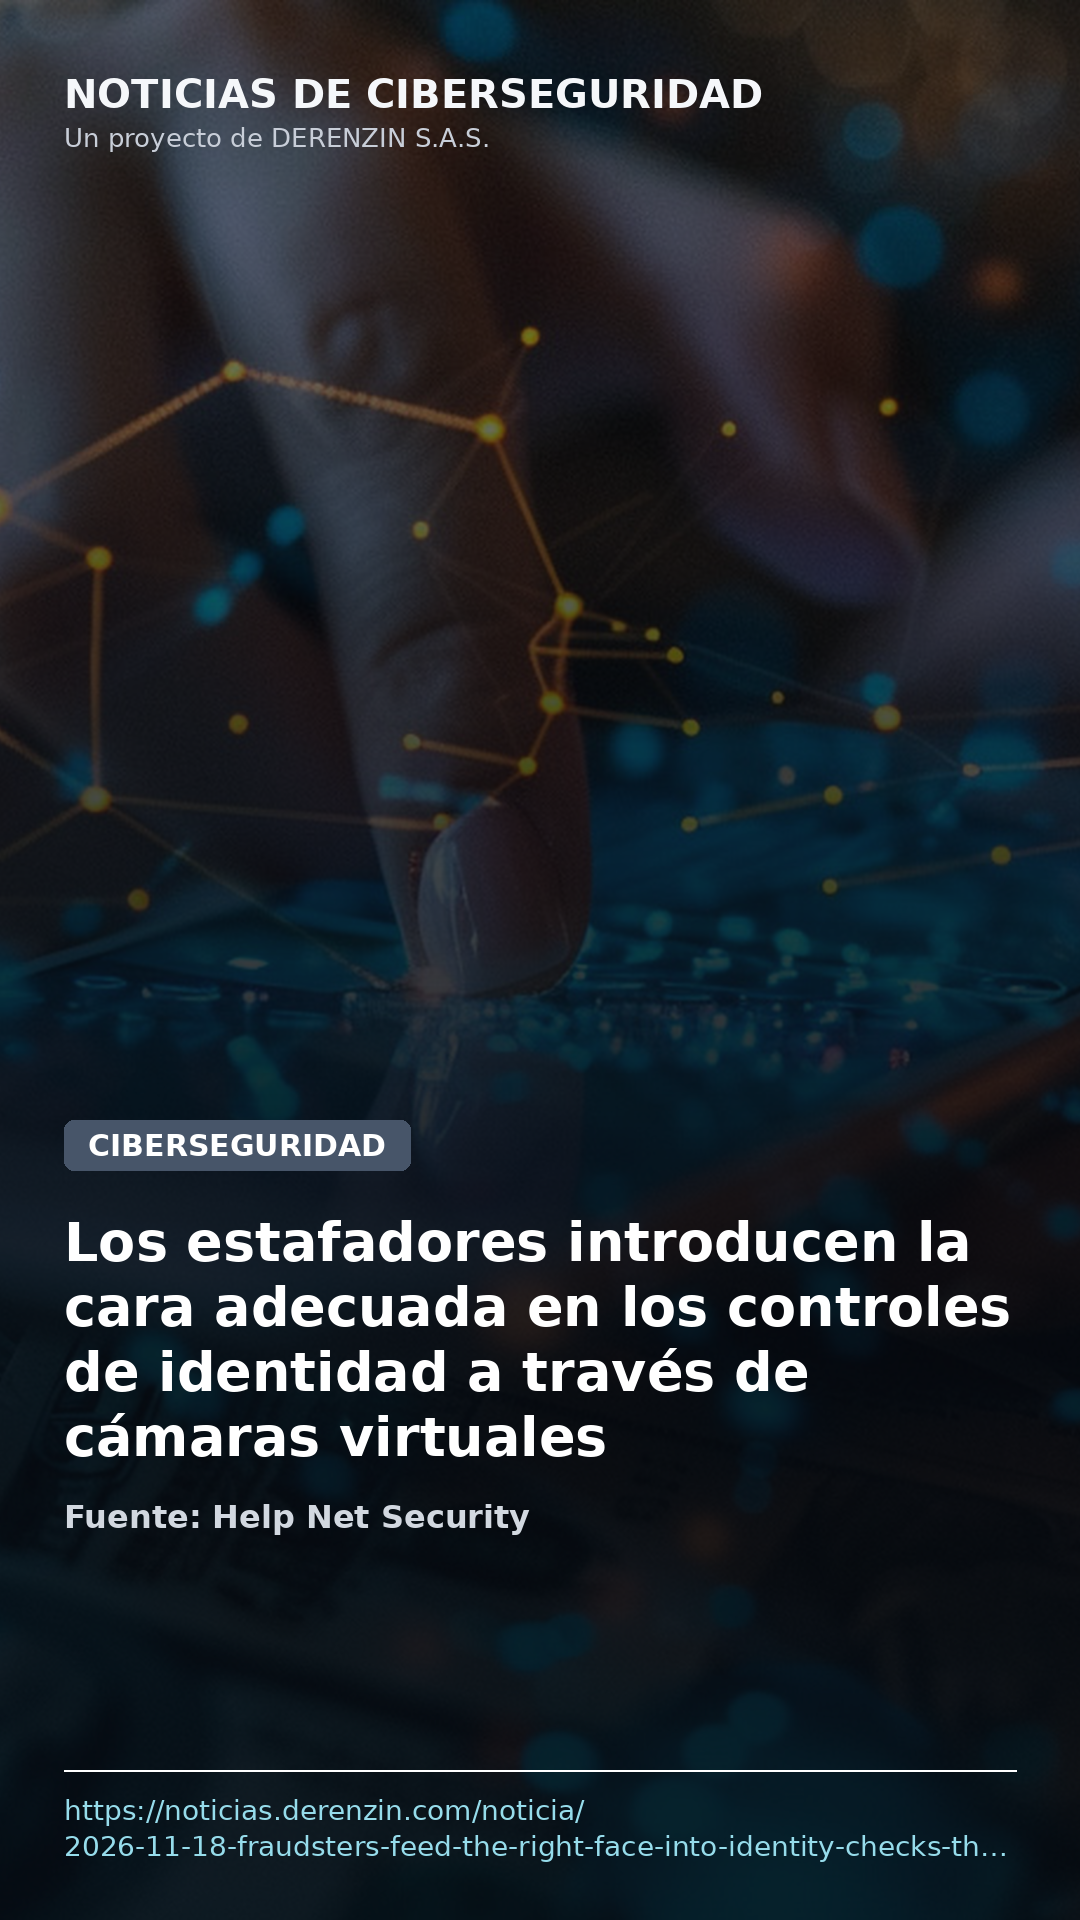 NOTICIAS DE CIBERSEGURIDAD
Un proyecto de DERENZIN S.A.S.
CIBERSEGURIDAD
Los estafadores introducen la
cara adecuada en los controles
de identidad a través de
cámaras virtuales
Fuente: Help Net Security
https://noticias.derenzin.com/noticia/
2026-11-18-fraudsters-feed-the-right-face-into-identity-checks-th...